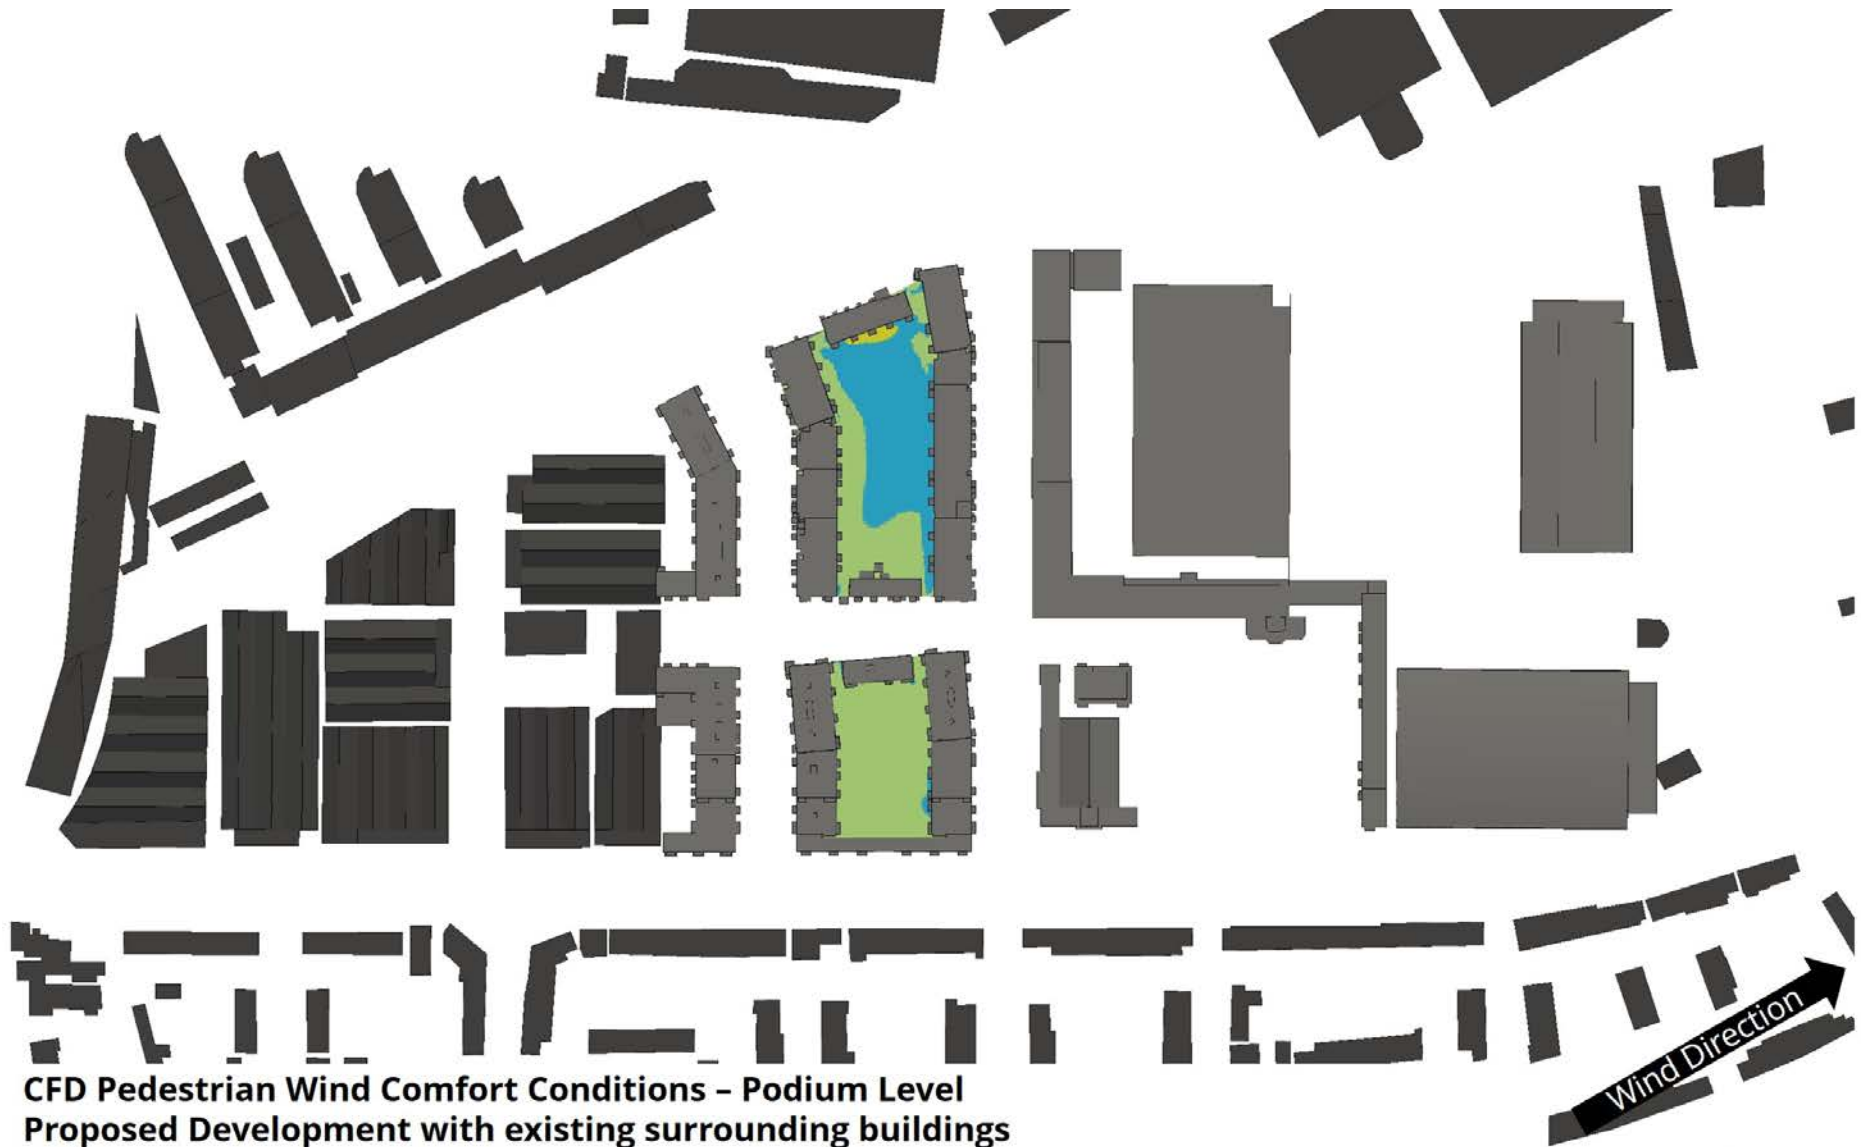 Wind Direction
CFD Pedestrian Wind Comfort Conditions – Podium Level
Proposed Development with existing surrounding buildings